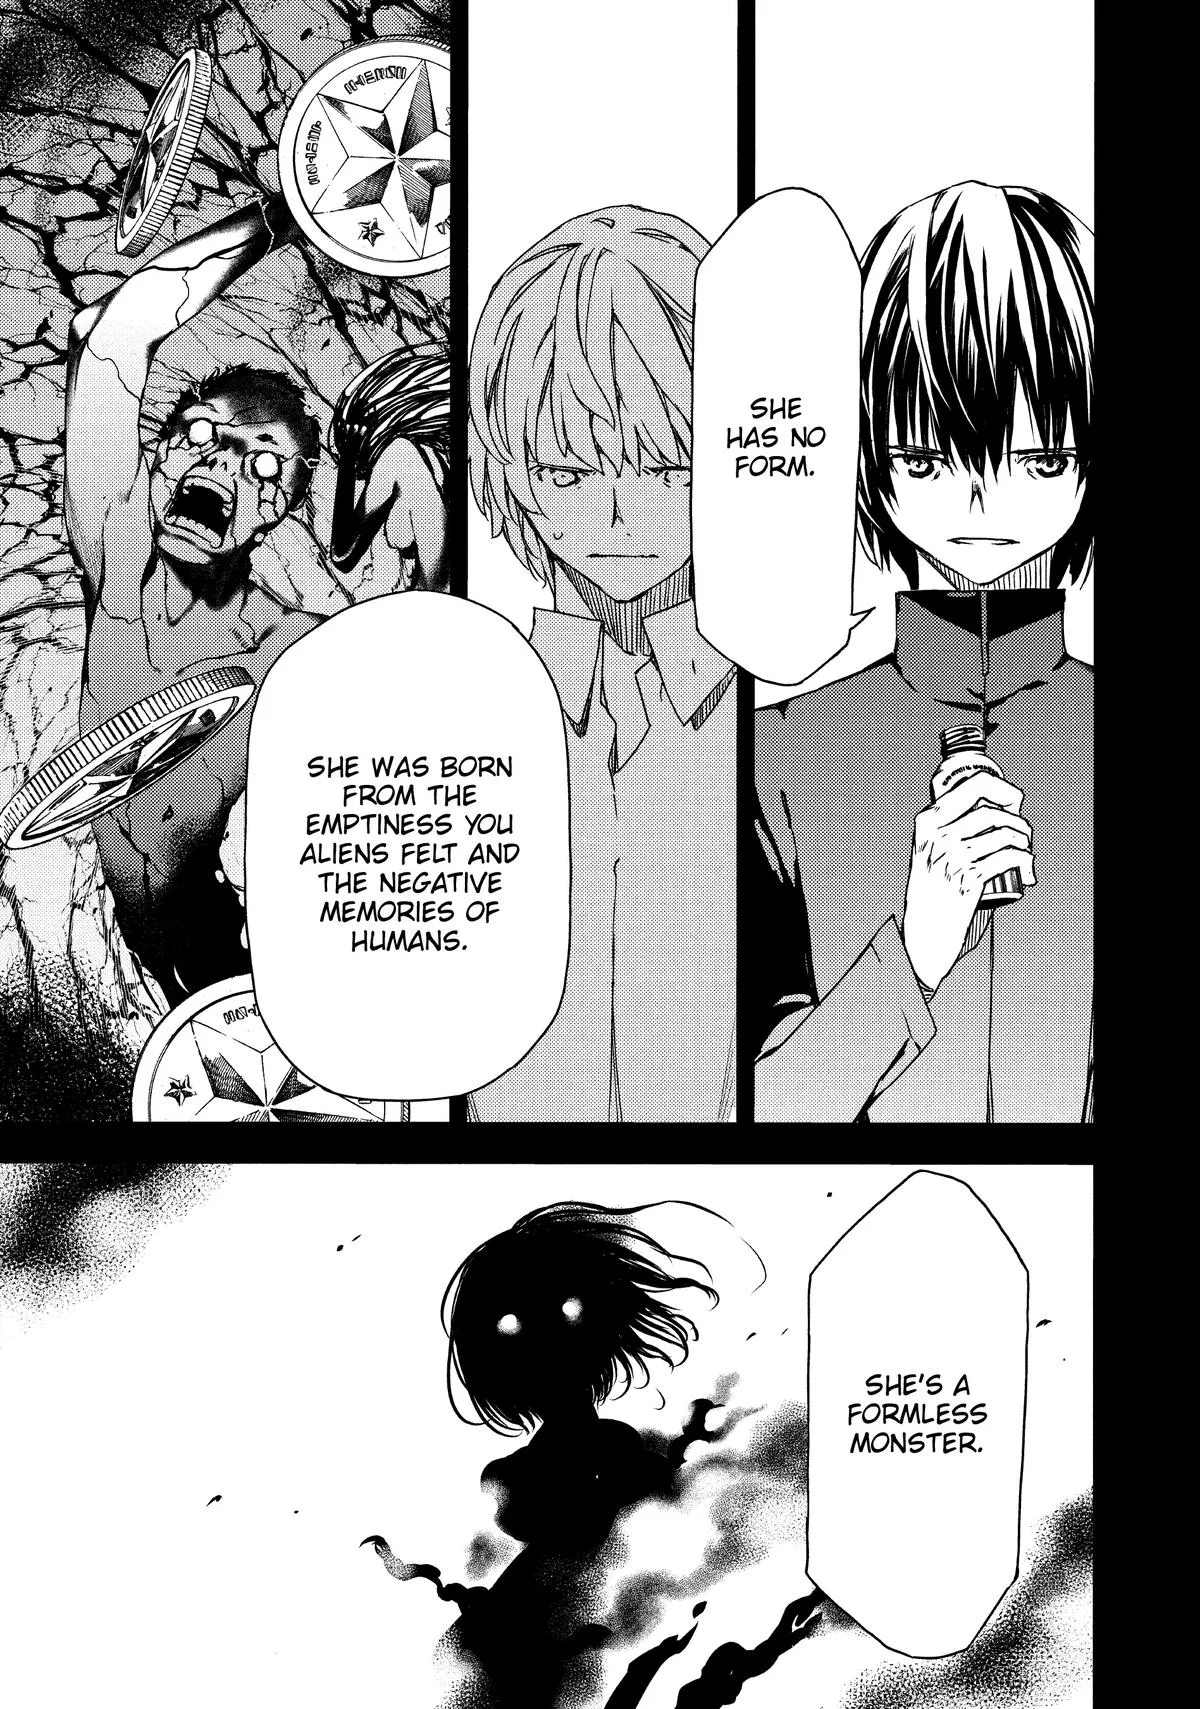 SHE
HAS NO
FORM.
SHE WAS BORN
FROM THE
EMPTINESS YOU
ALIENS FELT AND
THE NEGATIVE
MEMORIES OF
HUMANS.
SHE'S A
FORMLESS
MONSTER.